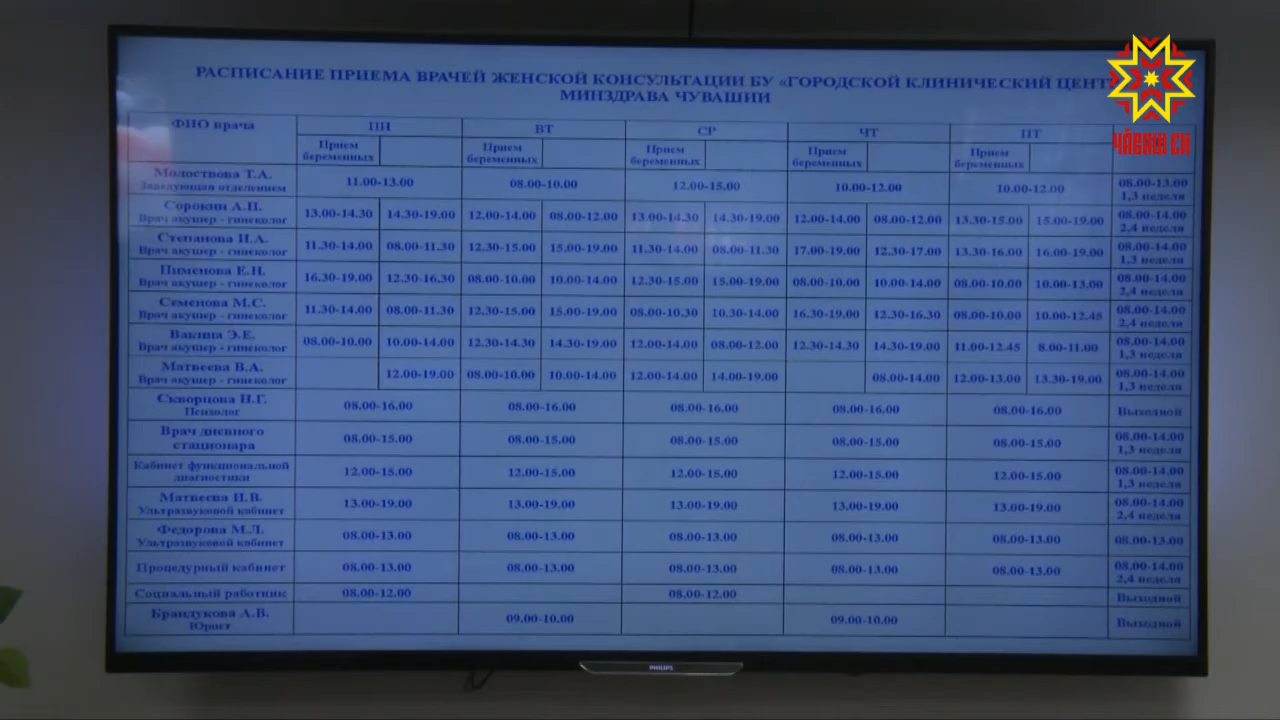 РАСПИСАНИЕ ПРИЕМА ВРАЧЕЙ ЖЕНСКОЙ КОНСУЛЬТАЦИИ БУ «ГОРОДСКОЙ КЛИНИЧЕСКИЙ
МИНЗДРАВА ЧУВАШИИ
ЧӐВАШ ЕН
ФИО врача ПН ВТ СР ЧТ ПТ
Прием Прием Прием Прием Прием
беременных беременных беременных беременных беременных
Молоствова Т.А. 11.00-13.00 08.00-10.00 12.00-15.00 10.00-12.00 10.00-12.00 08.00-13.00
Заведующая отделением 1,3 неделя
Сорокин А.П. 13.00-14.30 14.30-19.00 12.00-14.00 08.00-12.00 13.00-14.30 14.30-19.00 12.00-14.00 08.00-12.00 13.30-15.00 15.00-19.00 08.00-14.00
Врач акушер - гинеколог 2,4 неделя
Степанова И.А. 11.30-14.00 08.00-11.30 12.30-15.00 15.00-19.00 11.30-14.00 08.00-11.30 17.00-19.00 12.30-17.00 13.30-16.00 16.00-19.00 08.00-14.00
Врач акушер - гинеколог 1,3 неделя
Пименова Е.Н. 16.30-19.00 12.30-16.30 08.00-10.00 10.00-14.00 12.30-15.00 15.00-19.00 08.00-10.00 10.00-14.00 08.00-10.00 10.00-13.00 08.00-14.00
Врач акушер - гинеколог 2,4 неделя
Семенова М.С. 11.30-14.00 08.00-11.30 12.30-15.00 15.00-19.00 08.00-10.30 10.30-14.00 16.30-19.00 12.30-16.30 08.00-10.00 10.00-12.45 08.00-14.00
Врач акушер - гинеколог 2,4 неделя
Вакина Э.Е. 08.00-10.00 10.00-14.00 12.30-14.30 14.30-19.00 12.00-14.00 08.00-12.00 12.30-14.30 14.30-19.00 11.00-12.45 8.00-11.00 08.00-14.00
Врач акушер - гинеколог 1,3 неделя
Матвеева В.А. 12.00-19.00 08.00-10.00 10.00-14.00 12.00-14.00 14.00-19.00 08.00-14.00 12.00-13.00 13.30-19.00 08.00-14.00
Врач акушер - гинеколог 1,3 неделя
Скворцова Н.Г. 08.00-16.00 08.00-16.00 08.00-16.00 08.00-16.00 08.00-16.00 Выходной
Психолог
Врач дневного 08.00-15.00 08.00-15.00 08.00-15.00 08.00-15.00 08.00-15.00 08.00-14.00
стационара 1,3 неделя
Кабинет функциональной 12.00-15.00 12.00-15.00 12.00-15.00 12.00-15.00 12.00-15.00 08.00-14.00
диагностики 1,3 неделя
Матвеева Н.В. 13.00-19.00 13.00-19.00 13.00-19.00 13.00-19.00 13.00-19.00 08.00-14.00
Ультразвуковой кабинет 2,4 неделя
Федорова М.Л. 08.00-13.00 08.00-13.00 08.00-13.00 08.00-13.00 08.00-13.00 08.00-13.00
Ультразвуковой кабинет
Процедурный кабинет 08.00-13.00 08.00-13.00 08.00-13.00 08.00-13.00 08.00-13.00 08.00-14.00
2,4 неделя
Социальный работник 08.00-12.00 08.00-12.00 Выходной
Брандукова А.В. 09.00-10.00 09.00-10.00 Выходной
Юрист
PHILIPS